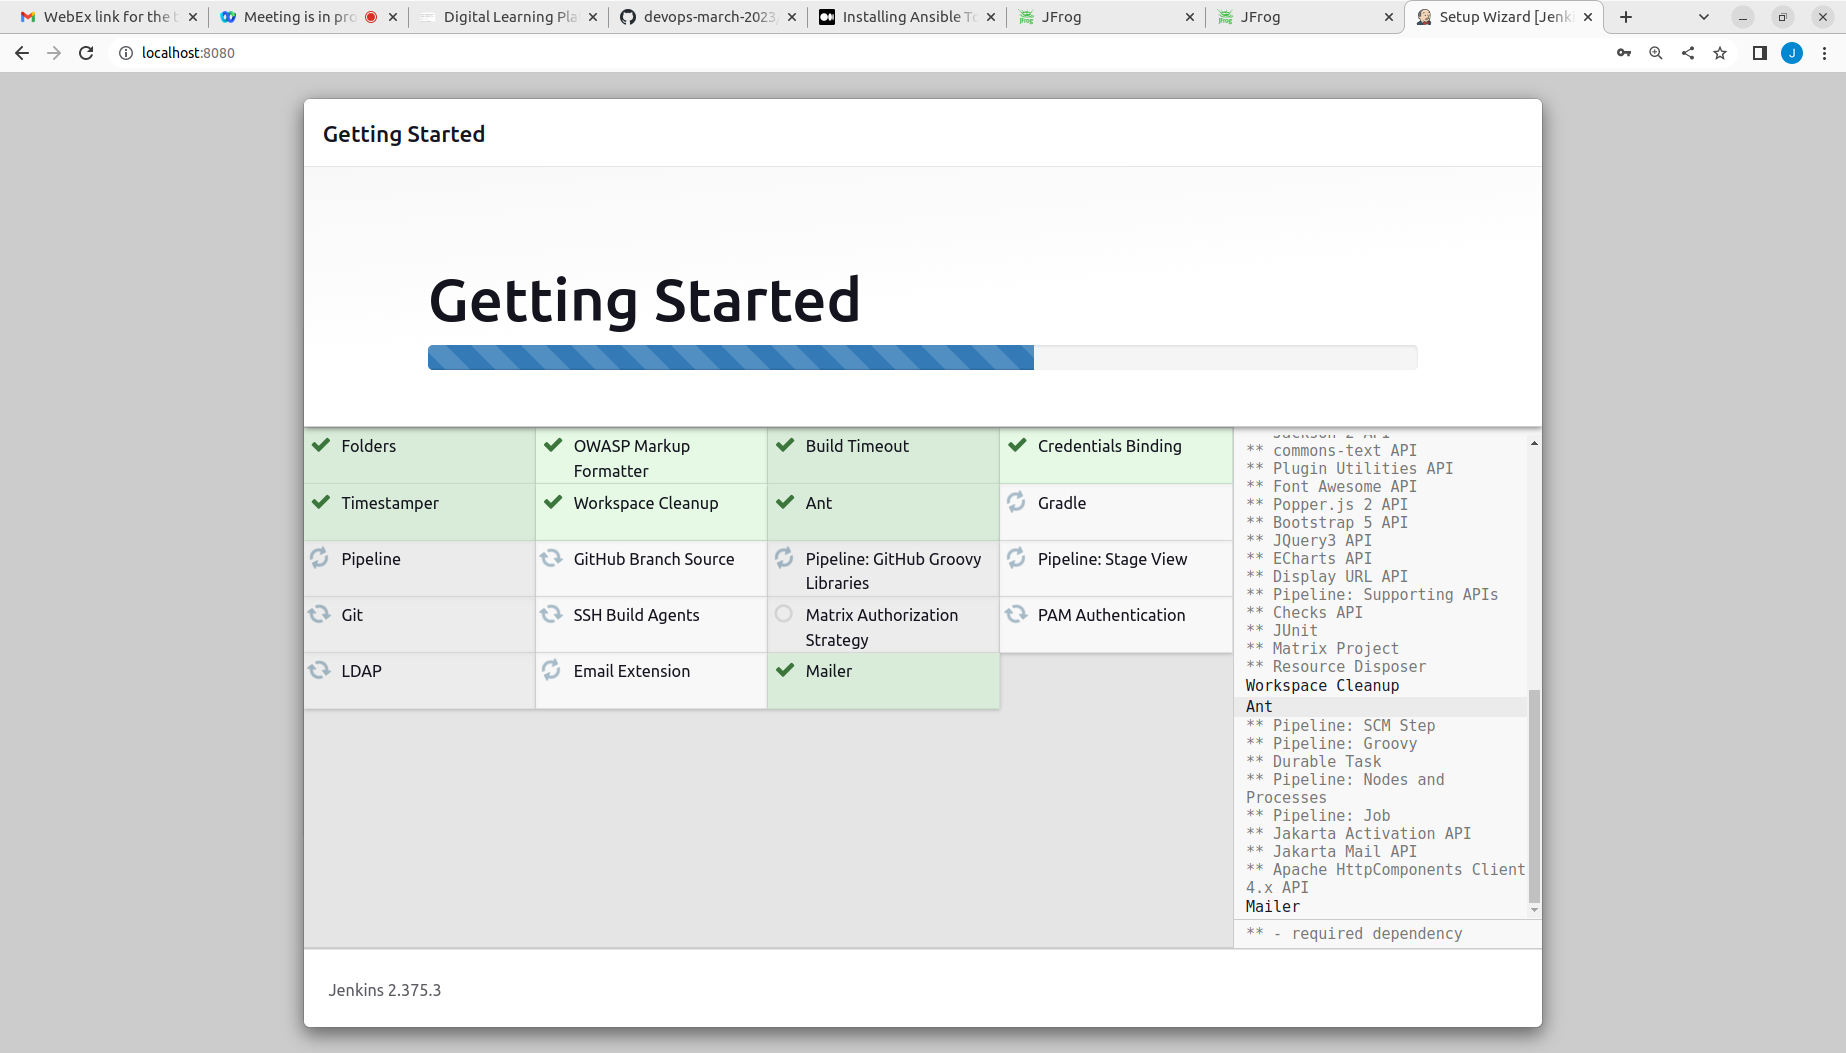 WebEx link for the t
Meeting is in pro
Digital Learning Pla
devops-march-2023
Installing Ansible To
JFrog
JFrog
Setup Wizard [Jenk
localhost:8080
J
Getting Started
Getting Started
Folders
OWASP Markup
Formatter
Build Timeout
Credentials Binding
Timestamper
Workspace Cleanup
Ant
Gradle
Pipeline
GitHub Branch Source
Pipeline: GitHub Groovy
Libraries
Pipeline: Stage View
Git
SSH Build Agents
Matrix Authorization
Strategy
PAM Authentication
LDAP
Email Extension
Mailer
** commons-text API
** Plugin Utilities API
** Font Awesome API
** Popper.js 2 API
** Bootstrap 5 API
** JQuery3 API
** ECharts API
** Display URL API
** Pipeline: Supporting APIs
** Checks API
** JUnit
** Matrix Project
** Resource Disposer
Workspace Cleanup
Ant
** Pipeline: SCM Step
** Pipeline: Groovy
** Durable Task
** Pipeline: Nodes and
Processes
** Pipeline: Job
** Jakarta Activation API
** Jakarta Mail API
** Apache HttpComponents Client
4.x API
Mailer
** - required dependency
Jenkins 2.375.3